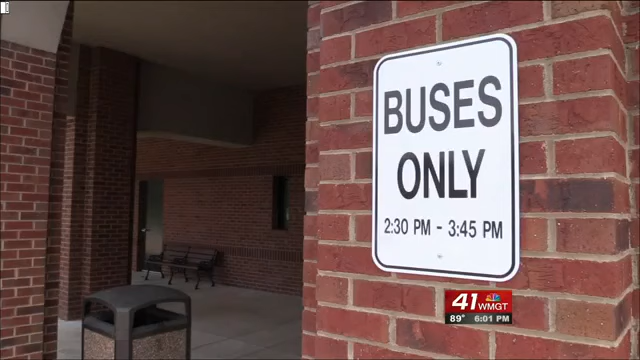 BUSES
ONLY
2:30 PM - 3:45 PM
41 WMGT
89° 6:01 PM